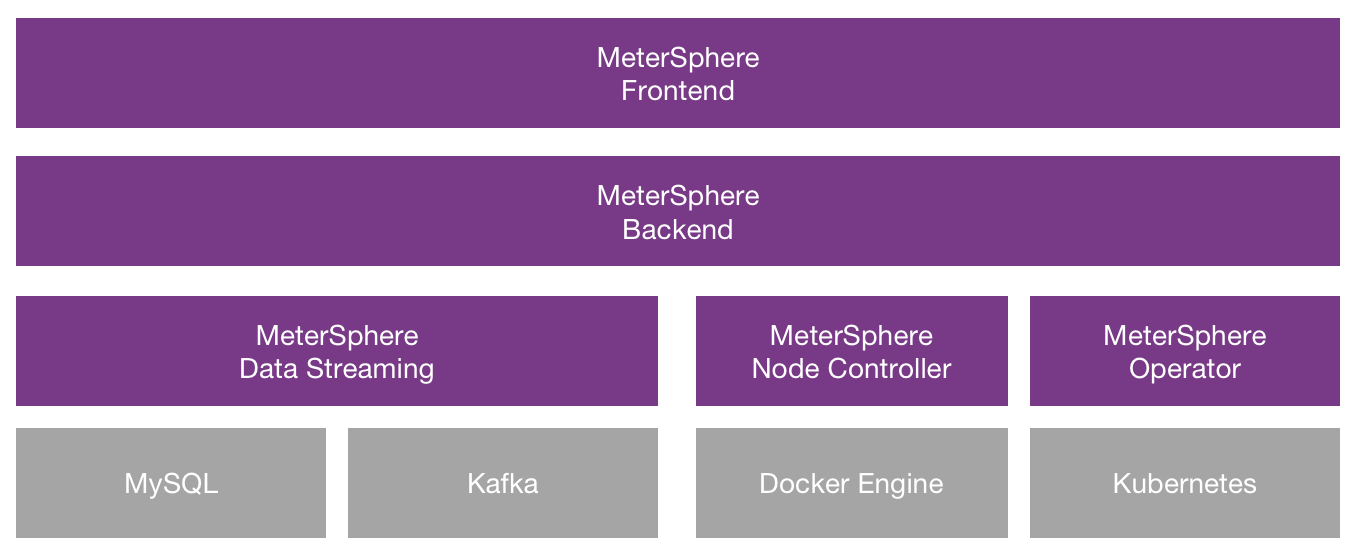 MeterSphere
Frontend
MeterSphere
Backend
MeterSphere
Data Streaming
MeterSphere
Node Controller
MeterSphere
Operator
MySQL
Kafka
Docker Engine
Kubernetes